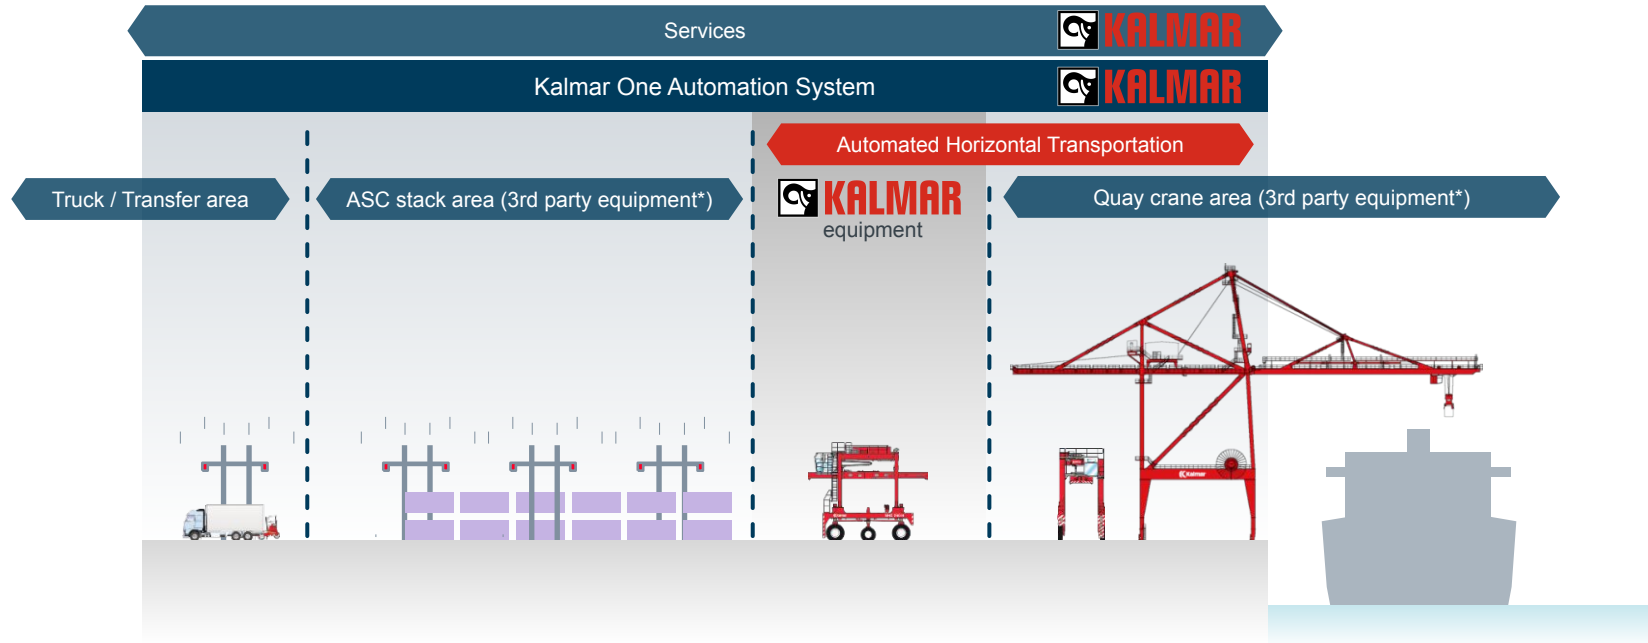 Services
KALMAR
Kalmar One Automation System
KALMAR
Automated Horizontal Transportation
Truck / Transfer area
ASC stack area (3rd party equipment*)
KALMAR
equipment
Quay crane area (3rd party equipment*)
Kalmar